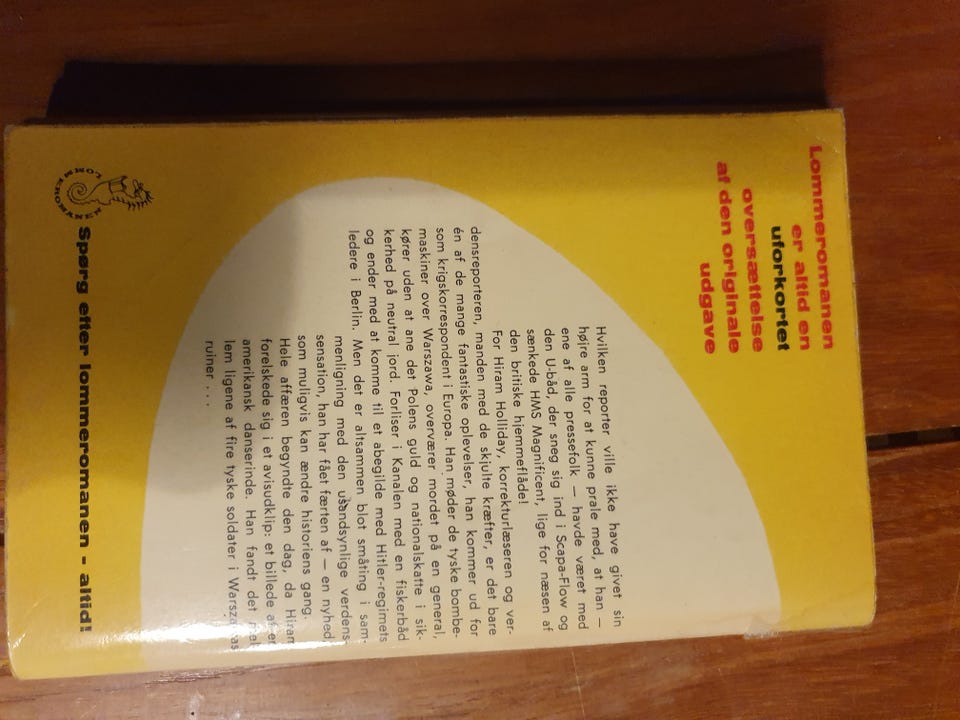 Lommeromanen
er altid en
uforkortet
oversættelse
af den originale
udgave
Hvilken reporter ville ikke have givet sin
højre arm for at kunne prale med, at han —
ene af alle pressefolk — havde været med
den U-båd, der sneg sig ind i Scapa-Flow og
sænkede HMS Magnificent, lige for næsen af
den britiske hjemmeflåde!
For Hiram Holliday, korrekturlæseren og ver-
densreporteren, manden med de skjulte kræfter, er det bare
én af de mange fantastiske oplevelser, han kommer ud for
som krigskorrespondent i Europa. Han møder de tyske bombe-
maskiner over Warszawa, overværer mordet på en general,
kører uden at ane det Polens guld og nationalskatte i sik-
kerhed på neutral jord. Forliser i Kanalen med en fiskerbåd
og ender med at komme til et abegilde med Hitler-regimets
ledere i Berlin. Men det er altsammen blot småting i sam-
menligning med den usandsynlige verdens-
sensation, han har fået færten af — en nyhed,
som muligvis kan ændre historiens gang.
Hele affæren begyndte den dag, da Hiram
forelskede sig i et avisudklip: et billede af en
amerikansk danserinde. Han fandt det mel-
lem ligene af fire tyske soldater i Warszawas
ruiner . . .
LOMMEROMANEN
Spørg efter lommeromanen - altid!